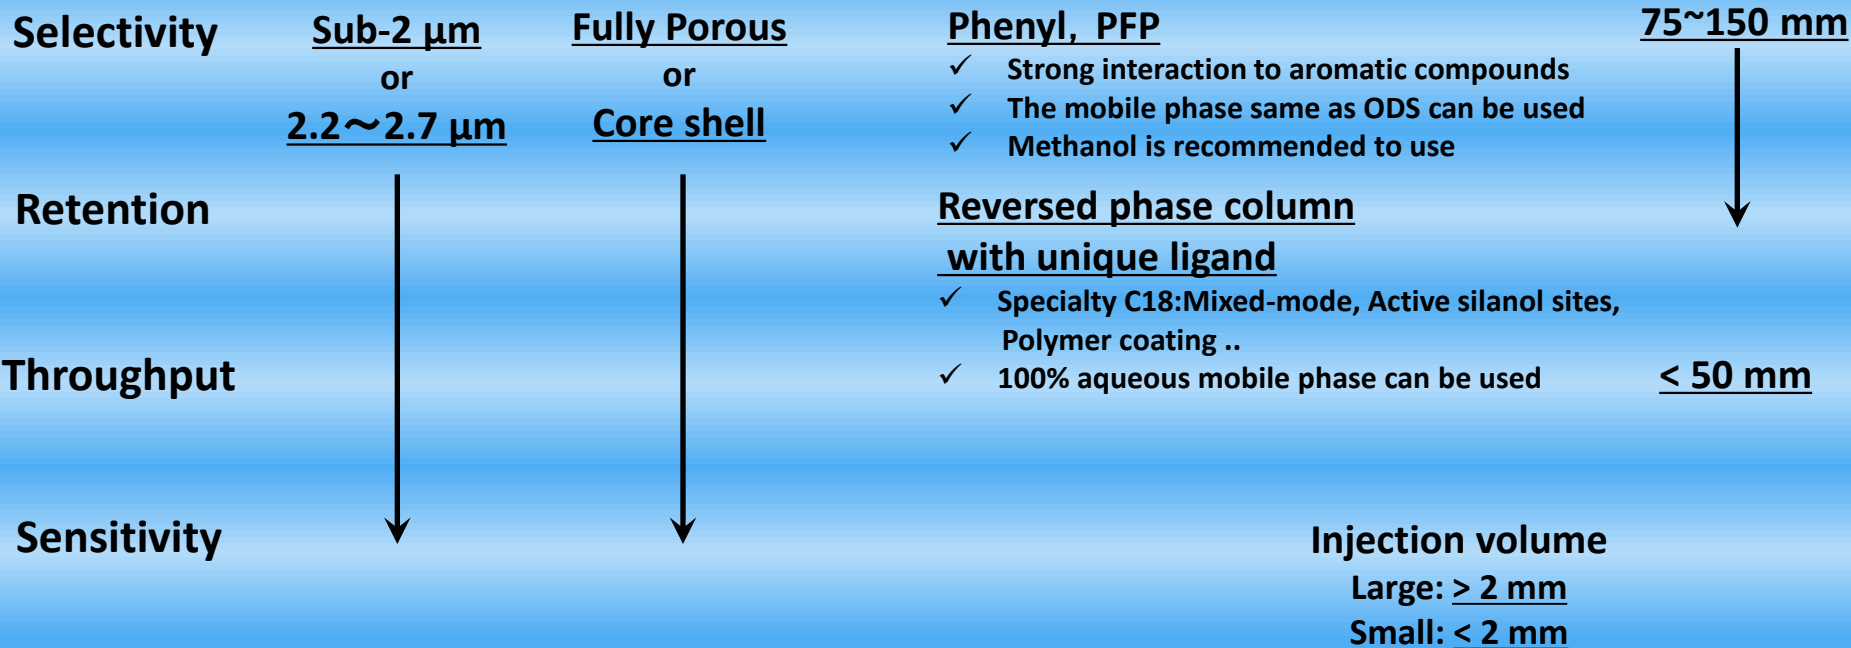 Selectivity
Sub-2 µm
or
2.2～2.7 µm
Fully Porous
or
Core shell
Phenyl, PFP
✓ Strong interaction to aromatic compounds
✓ The mobile phase same as ODS can be used
✓ Methanol is recommended to use
75~150 mm
Retention
Reversed phase column
with unique ligand
✓ Specialty C18:Mixed-mode, Active silanol sites,
Polymer coating ..
✓ 100% aqueous mobile phase can be used
Throughput
< 50 mm
Sensitivity
Injection volume
Large: > 2 mm
Small: < 2 mm